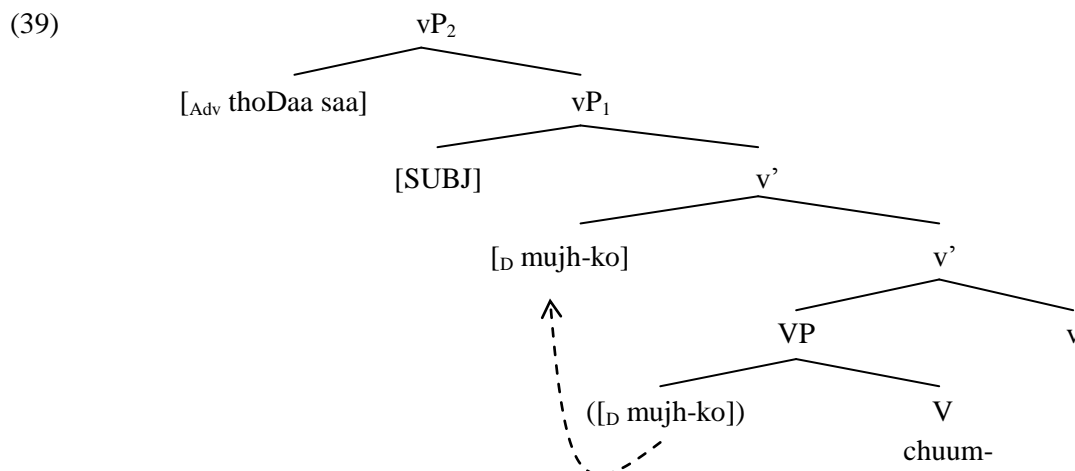 (39) vP₂
[Adv thoDaa saa] vP₁
[SUBJ] v’
[D mujh-ko] v’
VP v
([D mujh-ko]) V
chuum-